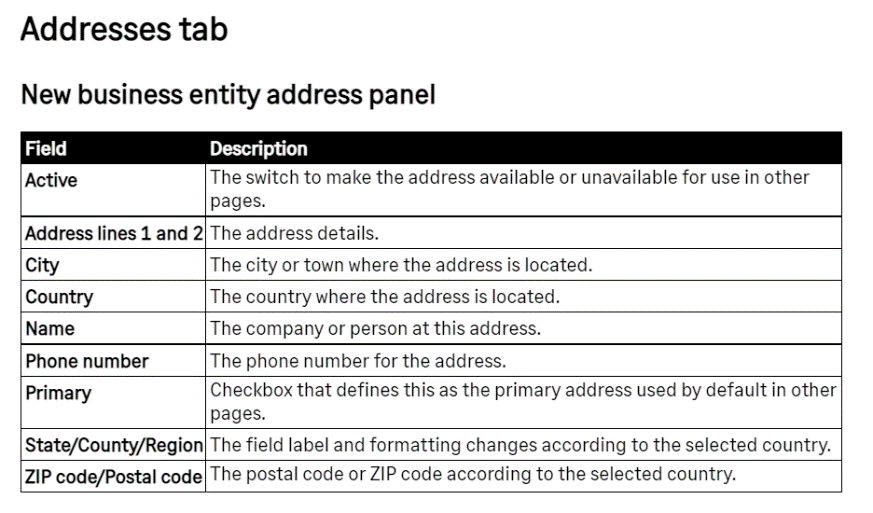 Addresses tab
New business entity address panel
Field Description
Active The switch to make the address available or unavailable for use in other
pages.
Address lines 1 and 2 The address details.
City The city or town where the address is located.
Country The country where the address is located.
Name The company or person at this address.
Phone number The phone number for the address.
Primary Checkbox that defines this as the primary address used by default in other
pages.
State/County/Region The field label and formatting changes according to the selected country.
ZIP code/Postal code The postal code or ZIP code according to the selected country.